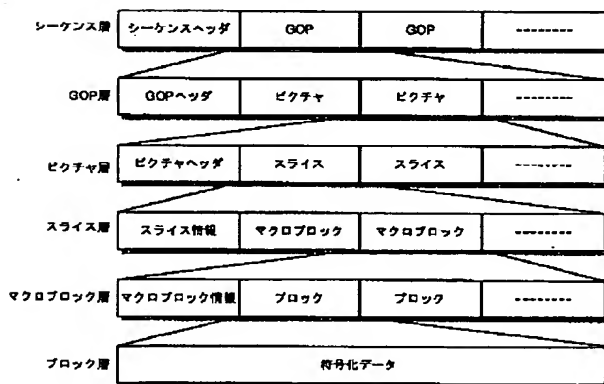 シーケンス層 シーケンスヘッダ GOP GOP --------
GOP層 GOPヘッダ ピクチャ ピクチャ --------
ピクチャ層 ピクチャヘッダ スライス スライス --------
スライス層 スライス情報 マクロブロック マクロブロック --------
マクロブロック層 マクロブロック情報 ブロック ブロック --------
ブロック層 符号化データ